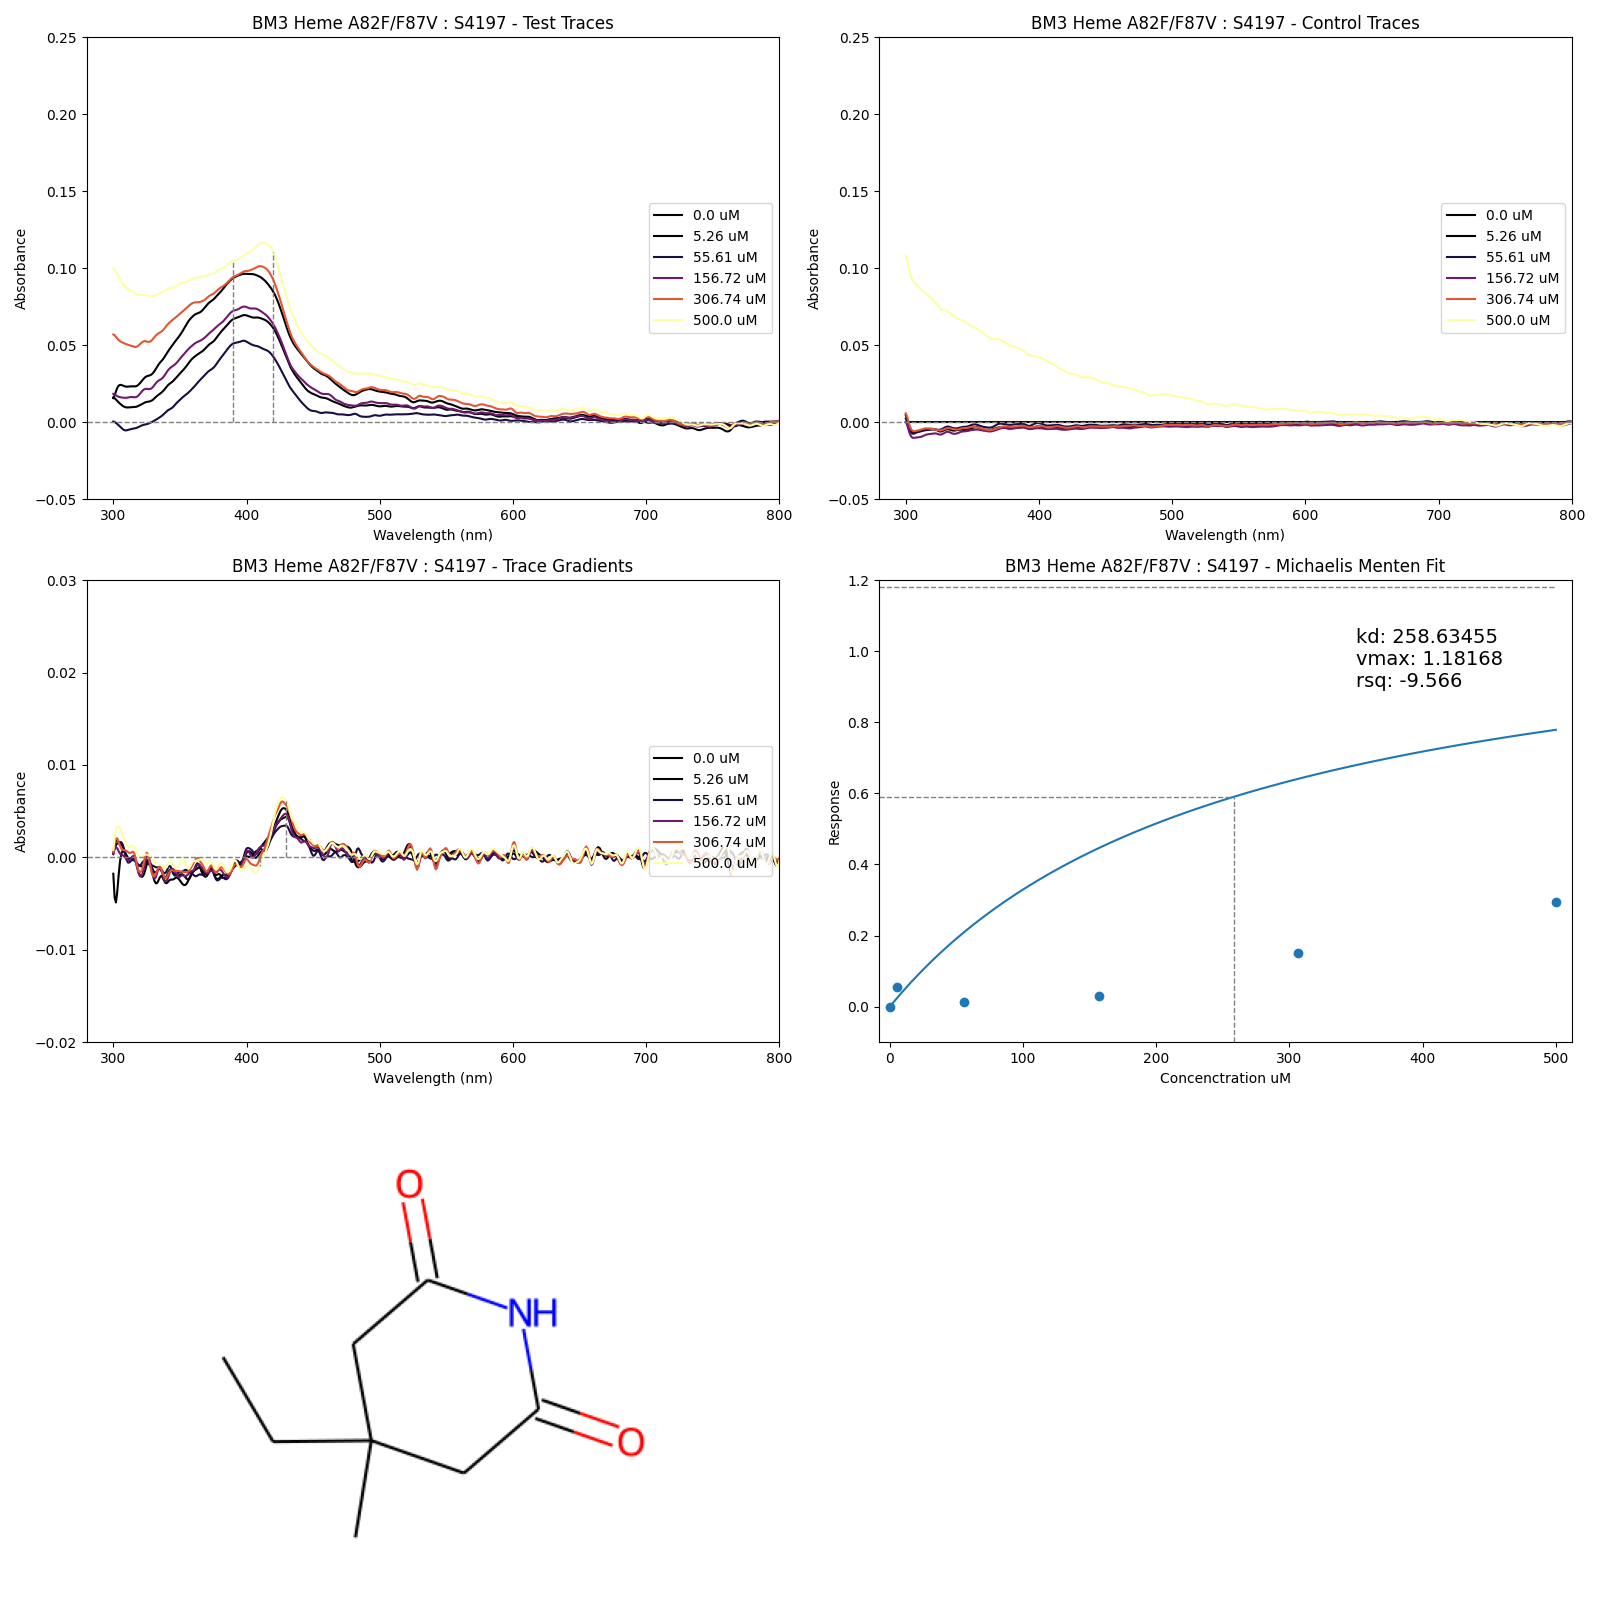 BM3 Heme A82F/F87V : S4197 - Test Traces
0.25
0.20
0.15
0.10
0.05
0.00
−0.05
Absorbance
300 400 500 600 700 800
Wavelength (nm)
0.0 uM
5.26 uM
55.61 uM
156.72 uM
306.74 uM
500.0 uM
BM3 Heme A82F/F87V : S4197 - Control Traces
0.25
0.20
0.15
0.10
0.05
0.00
−0.05
Absorbance
300 400 500 600 700 800
Wavelength (nm)
0.0 uM
5.26 uM
55.61 uM
156.72 uM
306.74 uM
500.0 uM
BM3 Heme A82F/F87V : S4197 - Trace Gradients
0.03
0.02
0.01
0.00
−0.01
−0.02
Absorbance
300 400 500 600 700 800
Wavelength (nm)
0.0 uM
5.26 uM
55.61 uM
156.72 uM
306.74 uM
500.0 uM
BM3 Heme A82F/F87V : S4197 - Michaelis Menten Fit
1.2
1.0
0.8
0.6
0.4
0.2
0.0
Response
0 100 200 300 400 500
Concenctration uM
kd: 258.63455
vmax: 1.18168
rsq: -9.566
O
NH
O